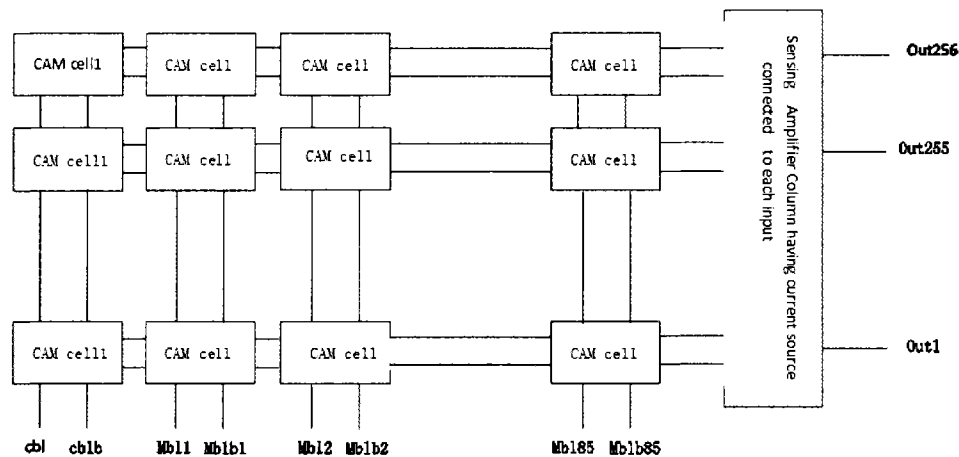 CAM cell1 CAM cell CAM cell CAM cell
CAM cell1 CAM cell CAM cell CAM cell
CAM cell1 CAM cell CAM cell CAM cell
Sensing Amplifier Column having current source
connected to each input
Out256
Out255
Out1
cbl cblb Mbl1 Mblb1 Mbl2 Mblb2 Mbl85 Mblb85